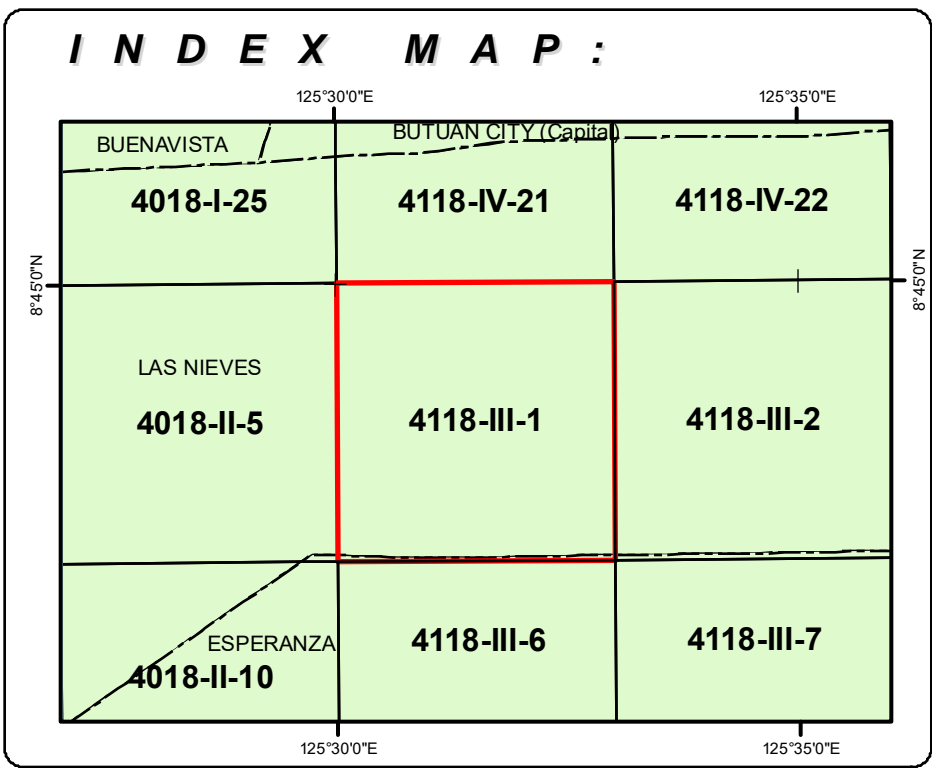 INDEX MAP:
125°30'0"E 125°35'0"E
BUTUAN CITY (Capital)
BUENAVISTA
4018-I-25 4118-IV-21 4118-IV-22
8°45'0"N 8°45'0"N
LAS NIEVES
4018-II-5 4118-III-1 4118-III-2
ESPERANZA 4118-III-6 4118-III-7
4018-II-10
125°30'0"E 125°35'0"E